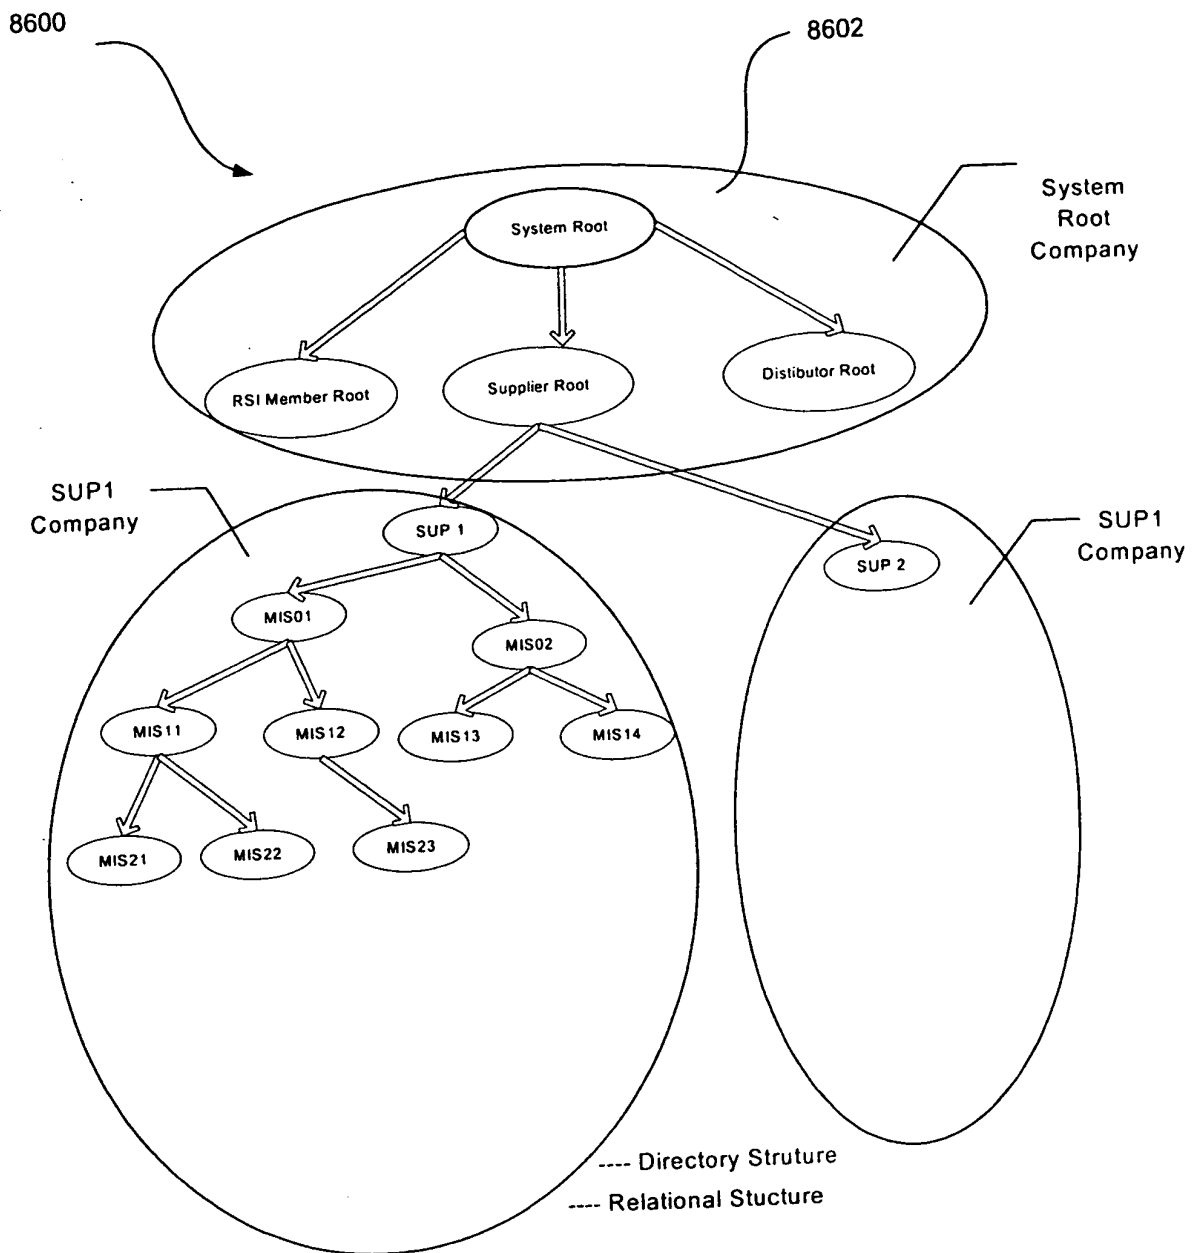 8600
8602
System
Root
Company
System Root
RSI Member Root
Supplier Root
Distibutor Root
SUP1
Company
SUP 1
SUP1
Company
SUP 2
MIS01
MIS02
MIS11
MIS12
MIS13
MIS14
MIS21
MIS22
MIS23
---- Directory Struture
---- Relational Stucture